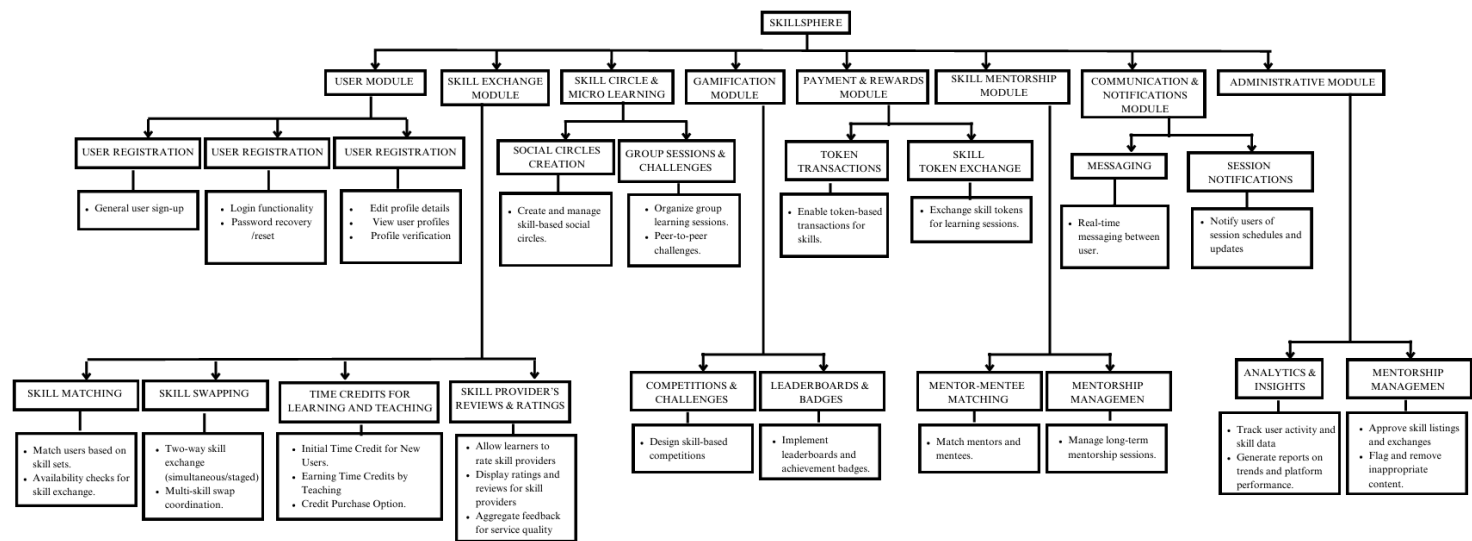 SKILLSPHERE
USER MODULE
SKILL EXCHANGE
MODULE
SKILL CIRCLE &
MICRO LEARNING
GAMIFICATION
MODULE
PAYMENT & REWARDS
MODULE
SKILL MENTORSHIP
MODULE
COMMUNICATION &
NOTIFICATIONS
MODULE
ADMINISTRATIVE MODULE
USER REGISTRATION
• General user sign-up
USER REGISTRATION
• Login functionality
• Password recovery
/reset
USER REGISTRATION
• Edit profile details
• View user profiles
• Profile verification
SOCIAL CIRCLES
CREATION
• Create and manage
skill-based social
circles.
GROUP SESSIONS &
CHALLENGES
• Organize group
learning sessions.
• Peer-to-peer
challenges.
TOKEN
TRANSACTIONS
• Enable token-based
transactions for
skills.
SKILL
TOKEN EXCHANGE
• Exchange skill tokens
for learning sessions.
MESSAGING
• Real-time
messaging between
user.
SESSION
NOTIFICATIONS
• Notify users of
session schedules and
updates
SKILL MATCHING
• Match users based on
skill sets.
• Availability checks for
skill exchange.
SKILL SWAPPING
• Two-way skill
exchange
(simultaneous/staged)
• Multi-skill swap
coordination.
TIME CREDITS FOR
LEARNING AND TEACHING
• Initial Time Credit for New
Users.
• Earning Time Credits by
Teaching
• Credit Purchase Option.
SKILL PROVIDER'S
REVIEWS & RATINGS
• Allow learners to
rate skill providers
• Display ratings and
reviews for skill
providers
• Aggregate feedback
for service quality
COMPETITIONS &
CHALLENGES
• Design skill-based
competitions
LEADERBOARDS &
BADGES
• Implement
leaderboards and
achievement badges.
MENTOR-MENTEE
MATCHING
• Match mentors and
mentees.
MENTORSHIP
MANAGEMEN
• Manage long-term
mentorship sessions.
ANALYTICS &
INSIGHTS
• Track user activity and
skill data
• Generate reports on
trends and platform
performance.
MENTORSHIP
MANAGEMEN
• Approve skill listings
and exchanges
• Flag and remove
inappropriate
content.